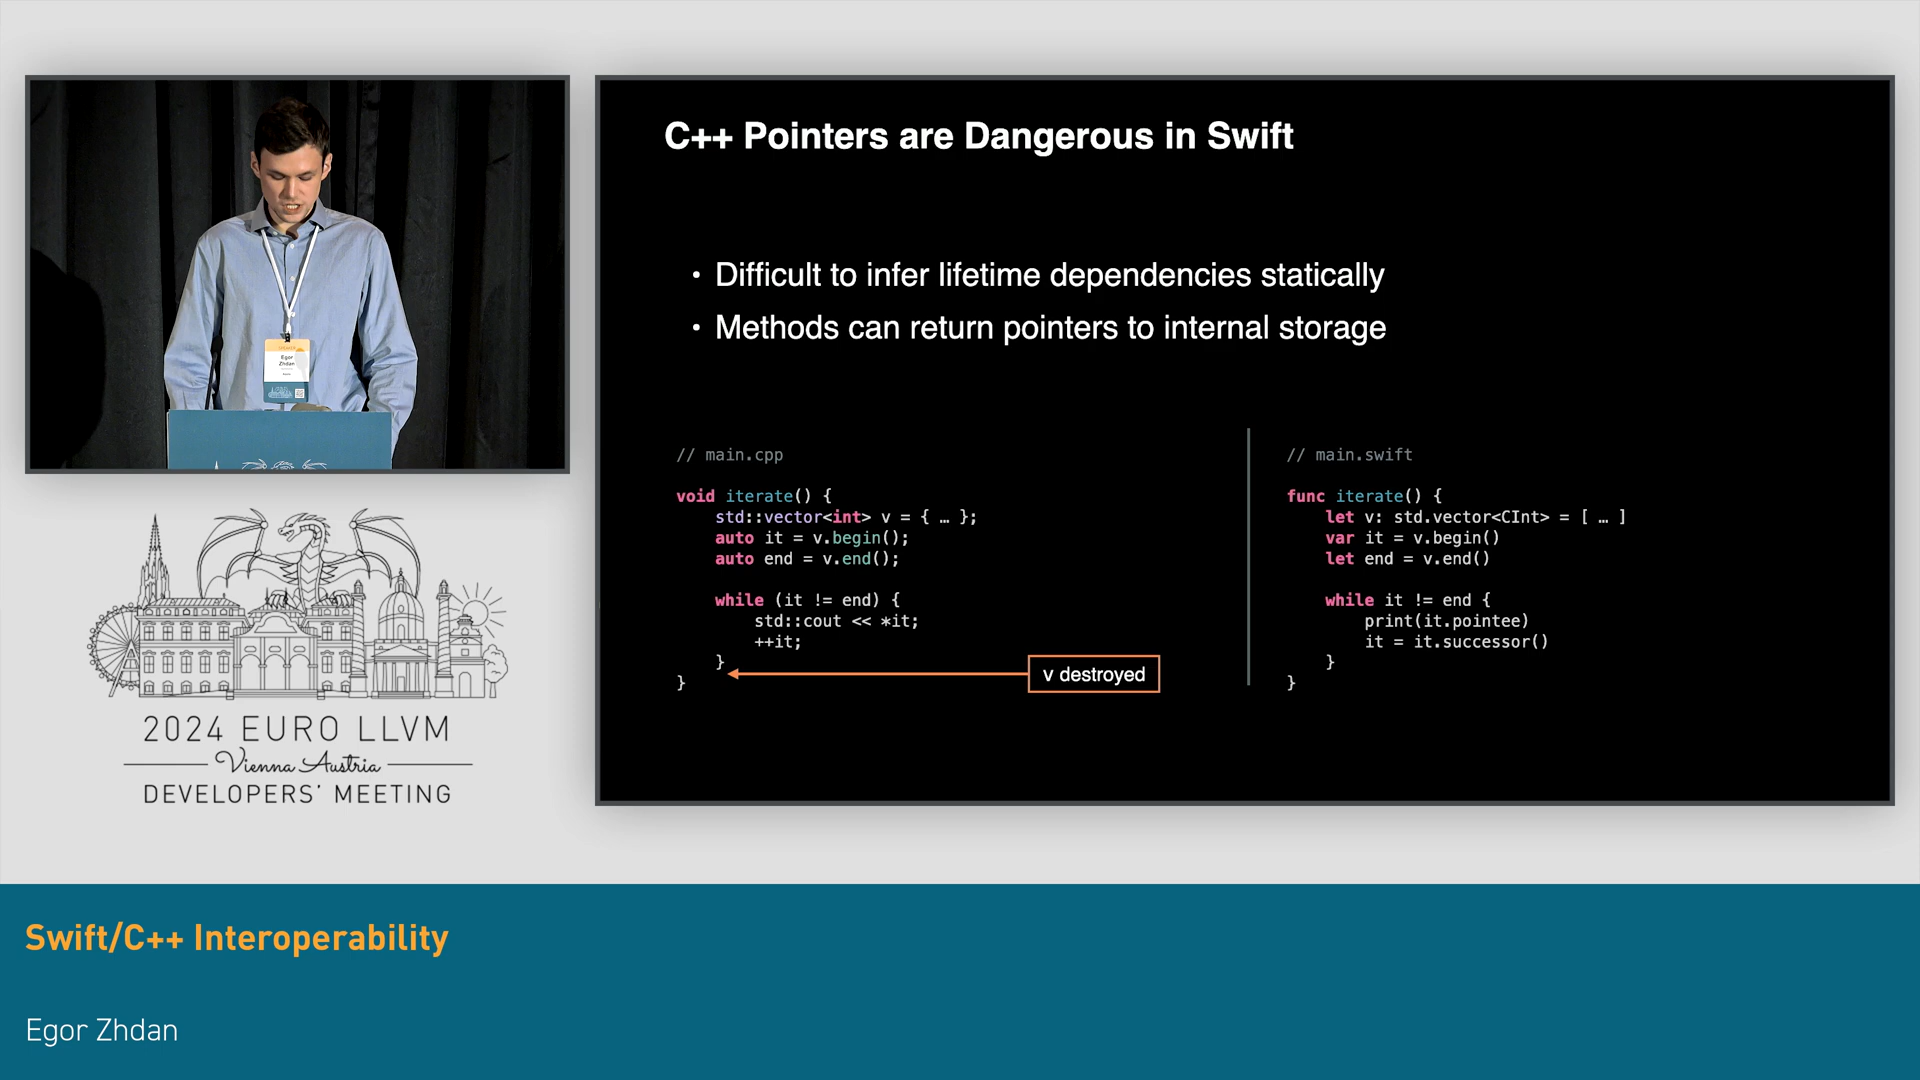 C++ Pointers are Dangerous in Swift
• Difficult to infer lifetime dependencies statically
• Methods can return pointers to internal storage
// main.cpp
void iterate() {
std::vector<int> v = { … };
auto it = v.begin();
auto end = v.end();
while (it != end) {
std::cout << *it;
++it;
}
}
v destroyed
// main.swift
func iterate() {
let v: std.vector<CInt> = [ … ]
var it = v.begin()
let end = v.end()
while it != end {
print(it.pointee)
it = it.successor()
}
}
Egor
Zhdan
2024 EURO LLVM
Vienna Austria
DEVELOPERS' MEETING
Swift/C++ Interoperability
Egor Zhdan